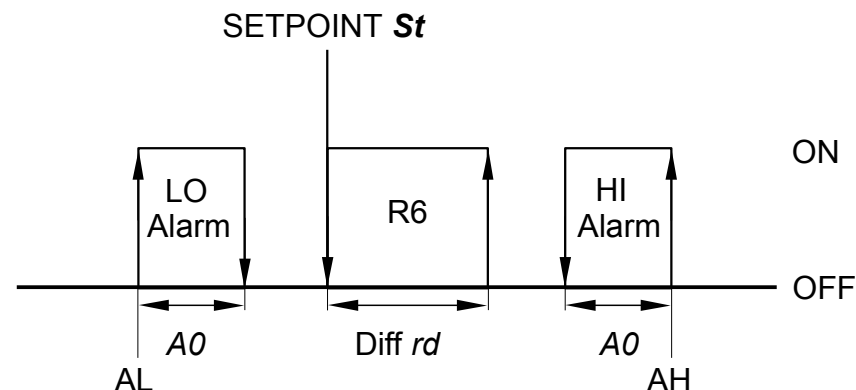 SETPOINT St
ON
LO
Alarm
R6
HI
Alarm
OFF
A0
Diff rd
A0
AL
AH